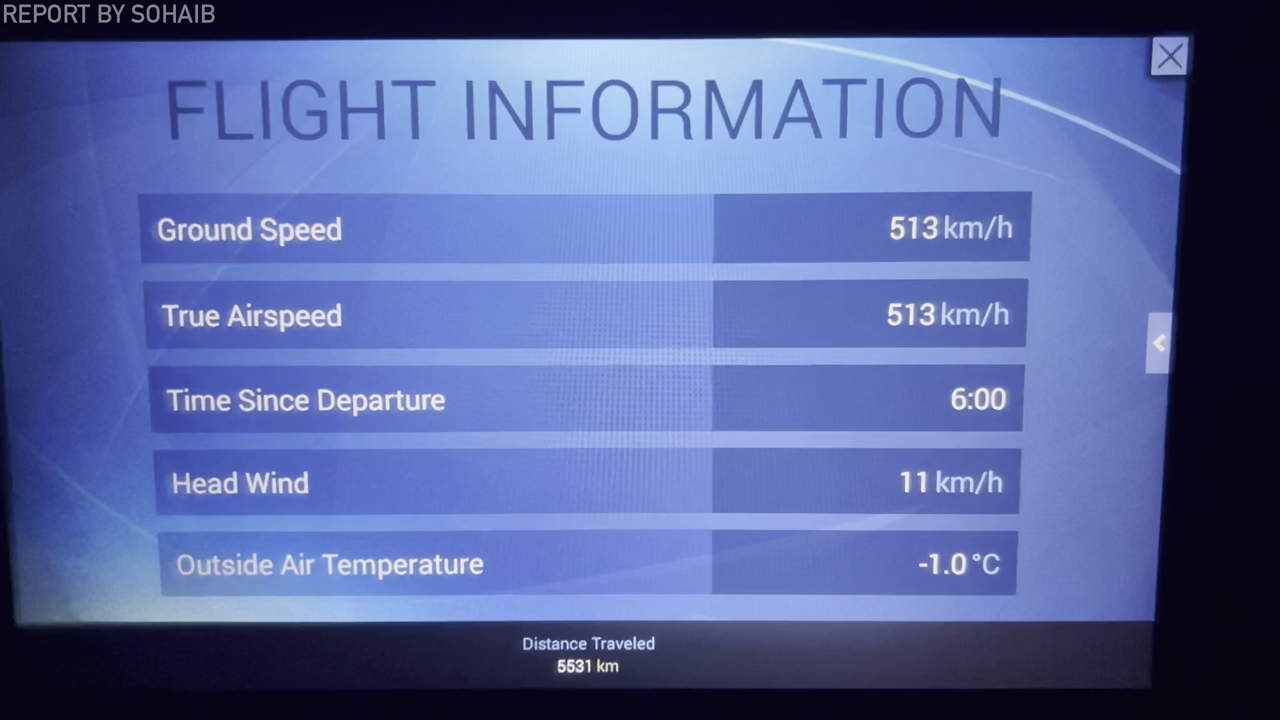 REPORT BY SOHAIB
FLIGHT INFORMATION
Ground Speed 513 km/h
True Airspeed 513 km/h
Time Since Departure 6:00
Head Wind 11 km/h
Outside Air Temperature -1.0 °C
Distance Traveled
5531 km